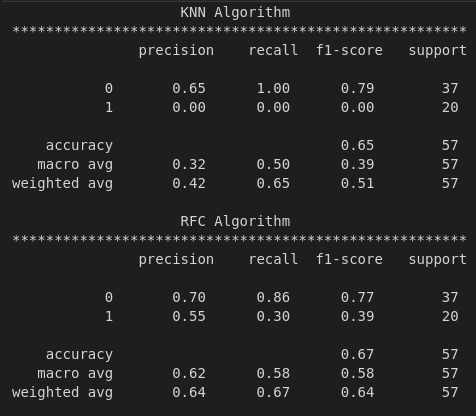 KNN Algorithm
******************************************************
precision recall f1-score support
0 0.65 1.00 0.79 37
1 0.00 0.00 0.00 20
accuracy 0.65 57
macro avg 0.32 0.50 0.39 57
weighted avg 0.42 0.65 0.51 57
RFC Algorithm
******************************************************
precision recall f1-score support
0 0.70 0.86 0.77 37
1 0.55 0.30 0.39 20
accuracy 0.67 57
macro avg 0.62 0.58 0.58 57
weighted avg 0.64 0.67 0.64 57